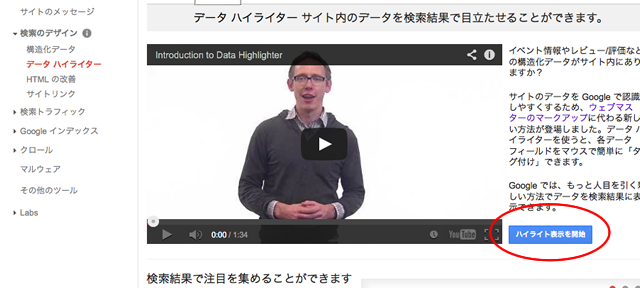 サイトのメッセージ
検索のデザイン
構造化データ
データ ハイライター
HTML の改善
サイトリンク
検索トラフィック
Google インデックス
クロール
マルウェア
その他のツール
Labs
データ ハイライター サイト内のデータを検索結果で目立たせることができます。
Introduction to Data Highlighter
0:00 / 1:34
YouTube
イベント情報やレビュー/評価など
の構造化データがサイト内にあり
ますか？
サイトのデータを Google で認識
しやすくするため、ウェブマス
ターのマークアップに代わる新し
い方法が登場しました。データ ハ
イライターを使うと、各データ
フィールドをマウスで簡単に「タ
グ付け」できます。
Google では、もっと人目を引く新
しい方法でデータを検索結果に表
示できます。
ハイライト表示を開始
検索結果で注目を集めることができます